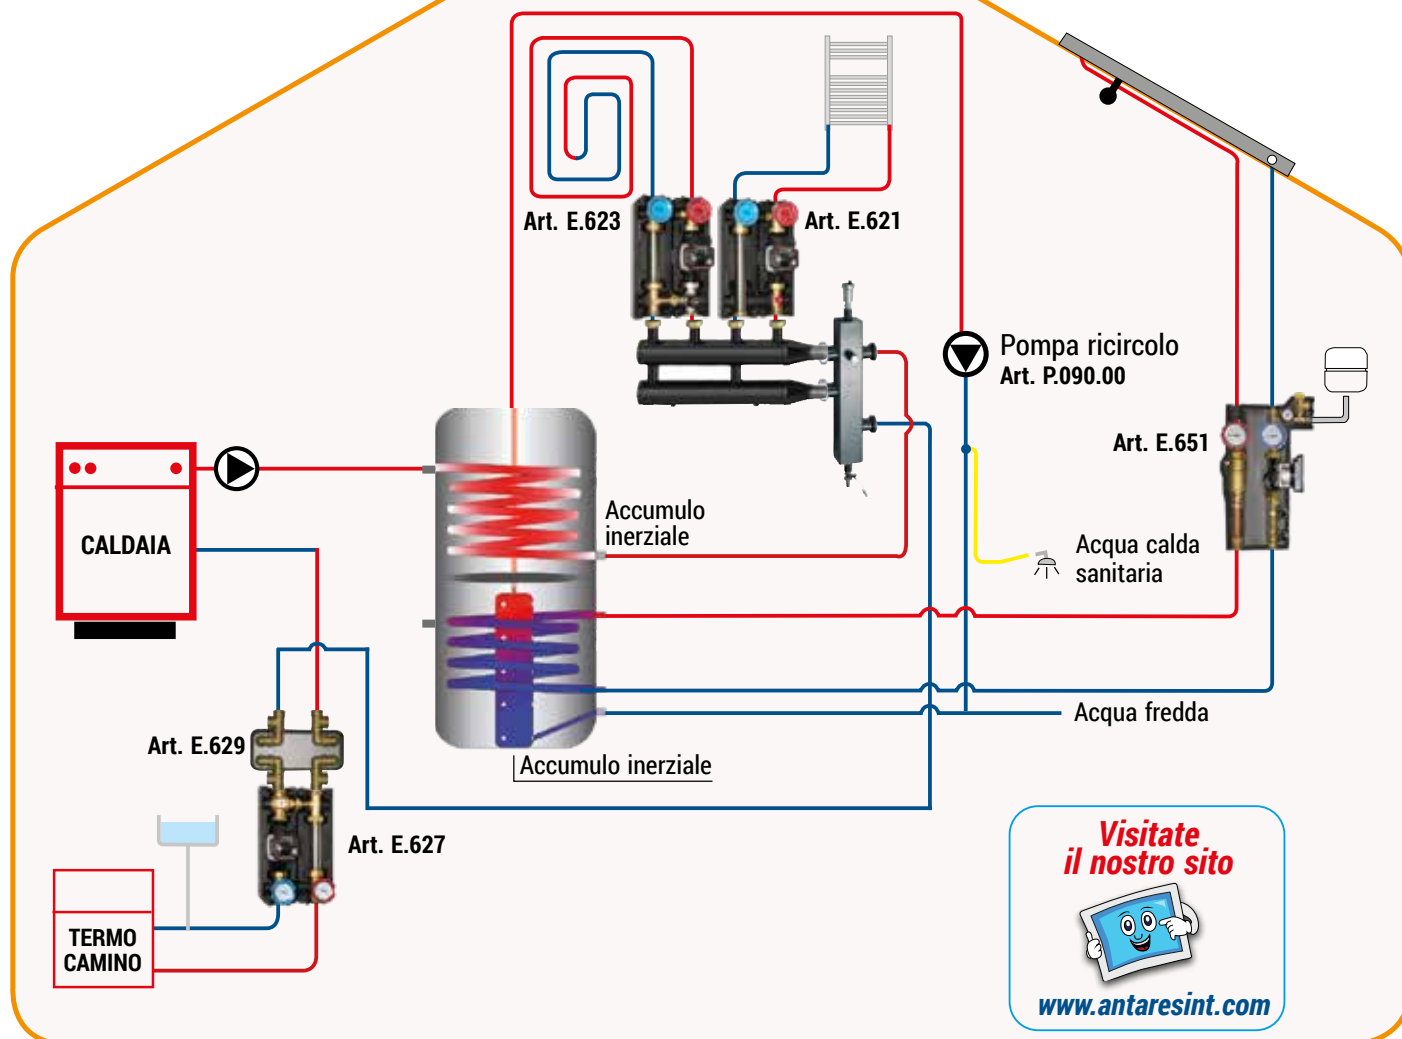 Art. E.623
Art. E.621
Pompa ricircolo
Art. P.090.00
Art. E.651
CALDAIA
Accumulo
inerziale
Acqua calda
sanitaria
Acqua fredda
Art. E.629
Accumulo inerziale
Art. E.627
TERMO
CAMINO
Visitate
il nostro sito
www.antaresint.com